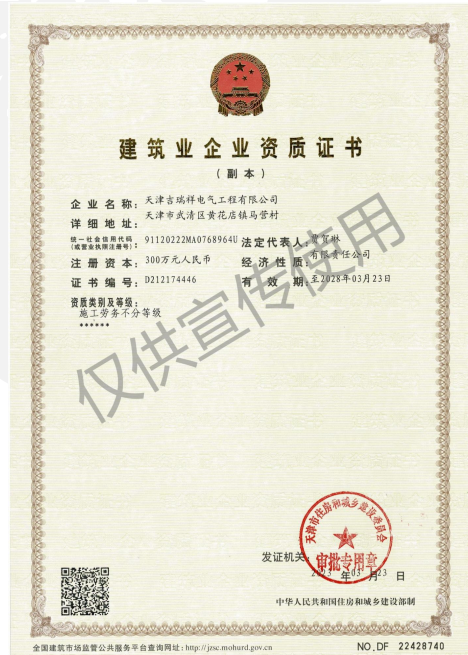 建筑业企业资质证书
（副本）
企业名称：天津吉瑞祥电气工程有限公司
详细地址：天津市武清区黄花店镇马营村
统一社会信用代码（或营业执照注册号）：91120222MA0768964U 法定代表人：贺琳
注册资本：300万元人民币 经济性质：有限责任公司
证书编号：D212174446 有效期：至2028年03月23日
资质类别及等级：
施工劳务不分等级
******
仅供宣传使用
天津市住房和城乡建设委员会
审批专用章
发证机关：
年03月23日
中华人民共和国住房和城乡建设部制
全国建筑市场监管公共服务平台查询网址：http://jzsc.mohurd.gov.cn
NO.DF 22428740